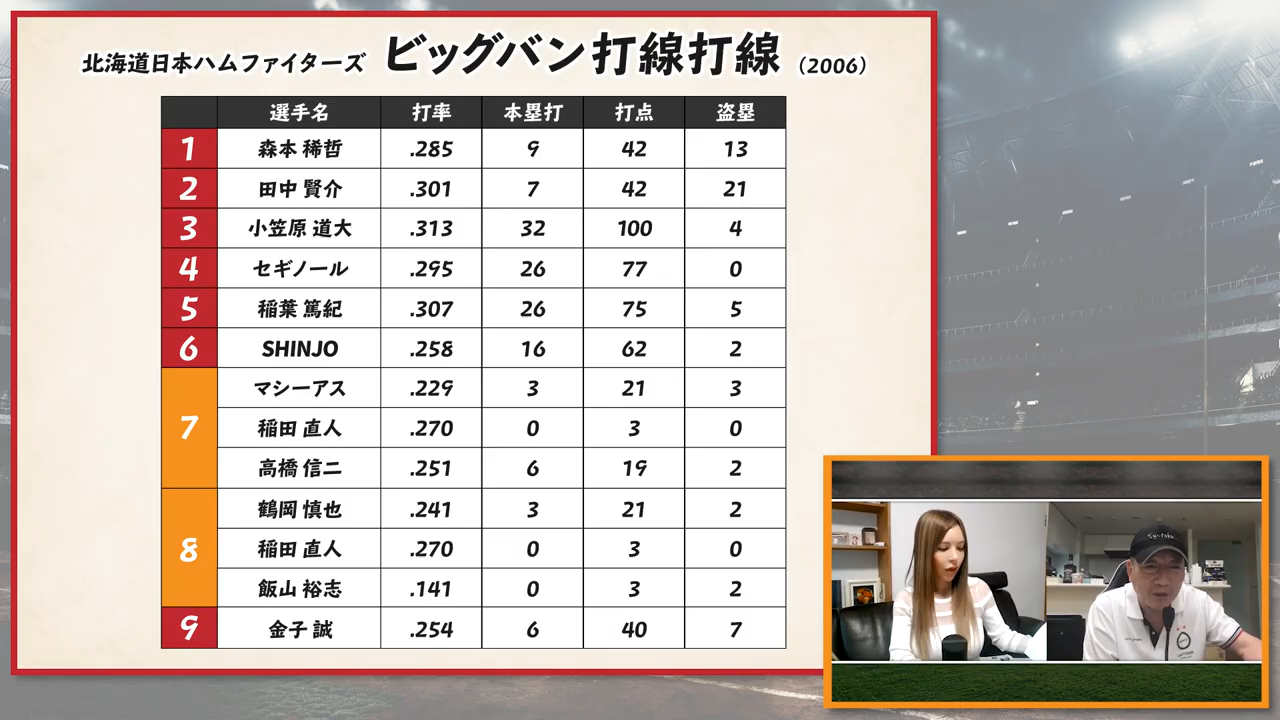 北海道日本ハムファイターズ ビッグバン打線打線 (2006)
選手名 打率 本塁打 打点 盗塁
1 森本 稀哲 .285 9 42 13
2 田中 賢介 .301 7 42 21
3 小笠原 道大 .313 32 100 4
4 セギノール .295 26 77 0
5 稲葉 篤紀 .307 26 75 5
6 SHINJO .258 16 62 2
7 マシーアス .229 3 21 3
稲田 直人 .270 0 3 0
高橋 信二 .251 6 19 2
8 鶴岡 慎也 .241 3 21 2
稲田 直人 .270 0 3 0
飯山 裕志 .141 0 3 2
9 金子 誠 .254 6 40 7